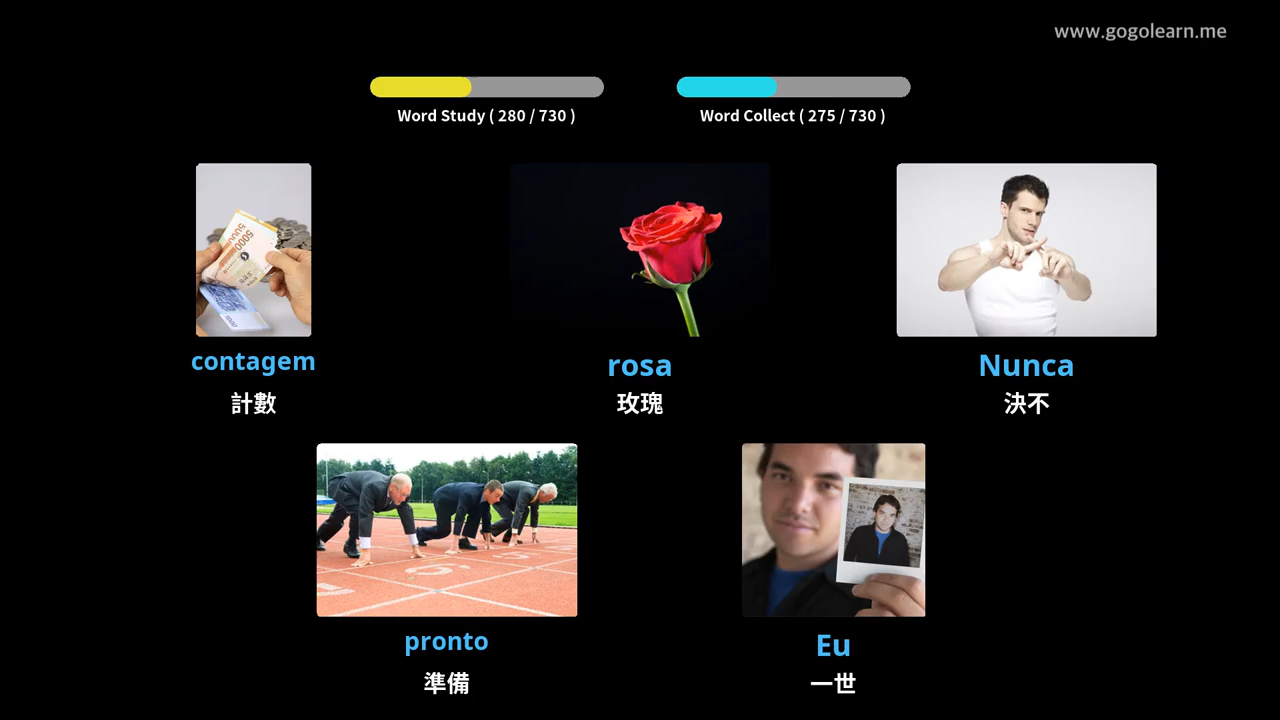 www.gogolearn.me
Word Study ( 280 / 730 )
Word Collect ( 275 / 730 )
contagem
計數
rosa
玫瑰
Nunca
決不
pronto
準備
Eu
一世